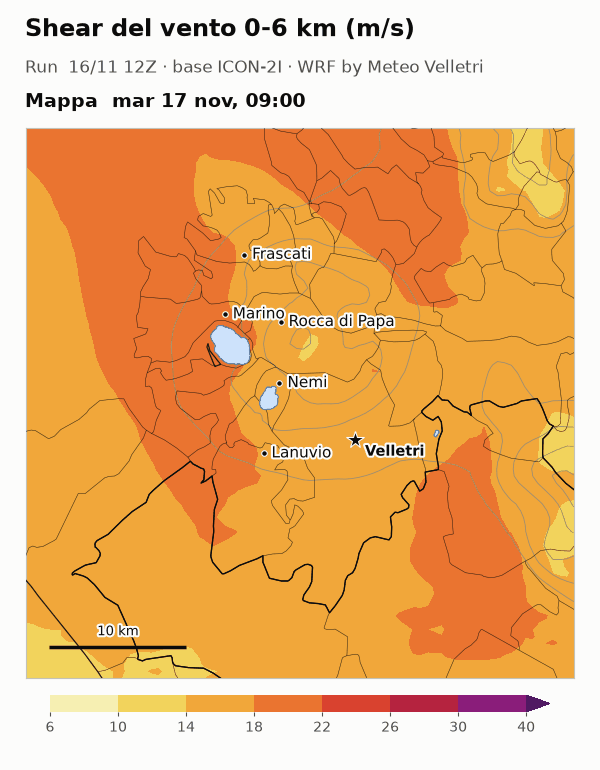 Shear del vento 0-6 km (m/s)
Run 16/11 12Z · base ICON-2I · WRF by Meteo Velletri
Mappa mar 17 nov, 09:00
Frascati
Marino
Rocca di Papa
Nemi
Velletri
Lanuvio
10 km
6 10 14 18 22 26 30 40